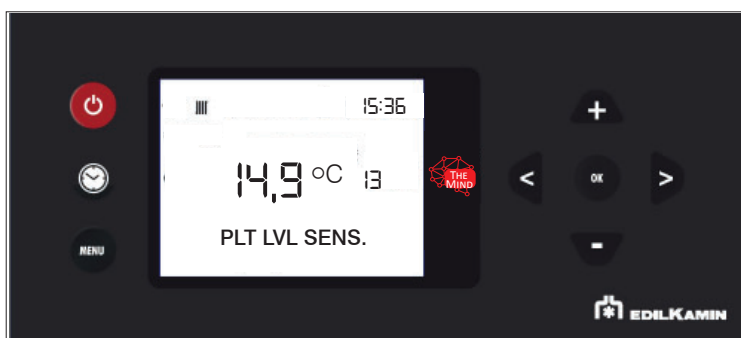 15:36
14,9 °C 13
THE
MIND
< OK >
+
-
MENU
PLT LVL SENS.
EDILKAMIN